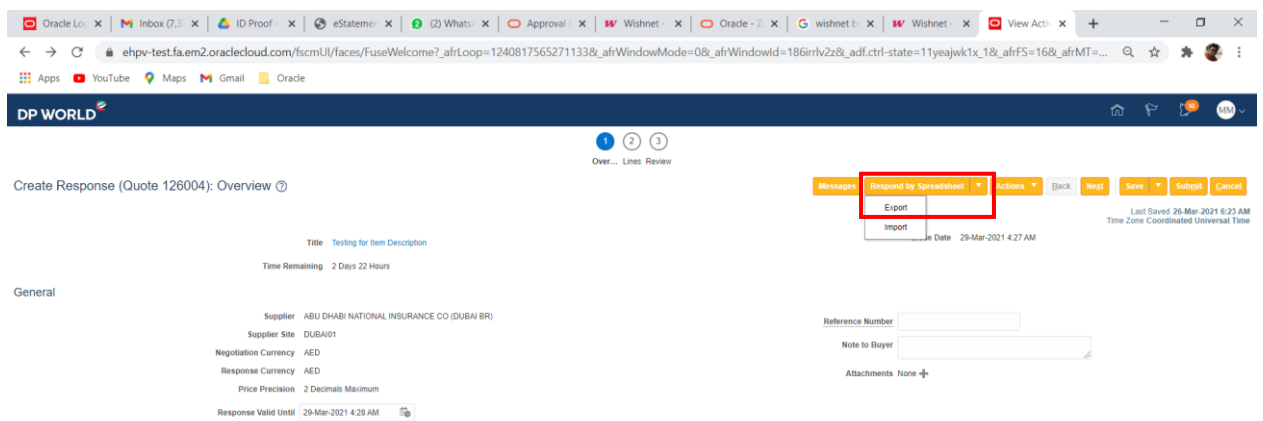 Oracle Log Inbox (7,3 ID Proof - eStatemen (2) Whats Approval Wishnet - Oracle - Z wishnet b Wishnet - View Activ
ehpv-test.fa.em2.oraclecloud.com/fscmUI/faces/FuseWelcome?_afrLoop=1240817565271133&_afrWindowMode=0&_afrWindowId=186irrlv2z&_adf.ctrl-state=11yeajwk1x_1&_afrFS=16&_afrMT=...
Apps YouTube Maps Gmail Oracle
DP WORLD 10 MM
1 2 3
Over... Lines Review
Create Response (Quote 126004): Overview ? Messages Respond by Spreadsheet Actions Back Next Save Submit Cancel
Export
Import
Last Saved 26-Mar-2021 6:23 AM
Time Zone Coordinated Universal Time
Title Testing for Item Description Date 29-Mar-2021 4:27 AM
Time Remaining 2 Days 22 Hours
General
Supplier ABU DHABI NATIONAL INSURANCE CO (DUBAI BR)
Supplier Site DUBAI01
Negotiation Currency AED
Response Currency AED
Price Precision 2 Decimals Maximum
Response Valid Until 29-Mar-2021 4:28 AM
Reference Number
Note to Buyer
Attachments None